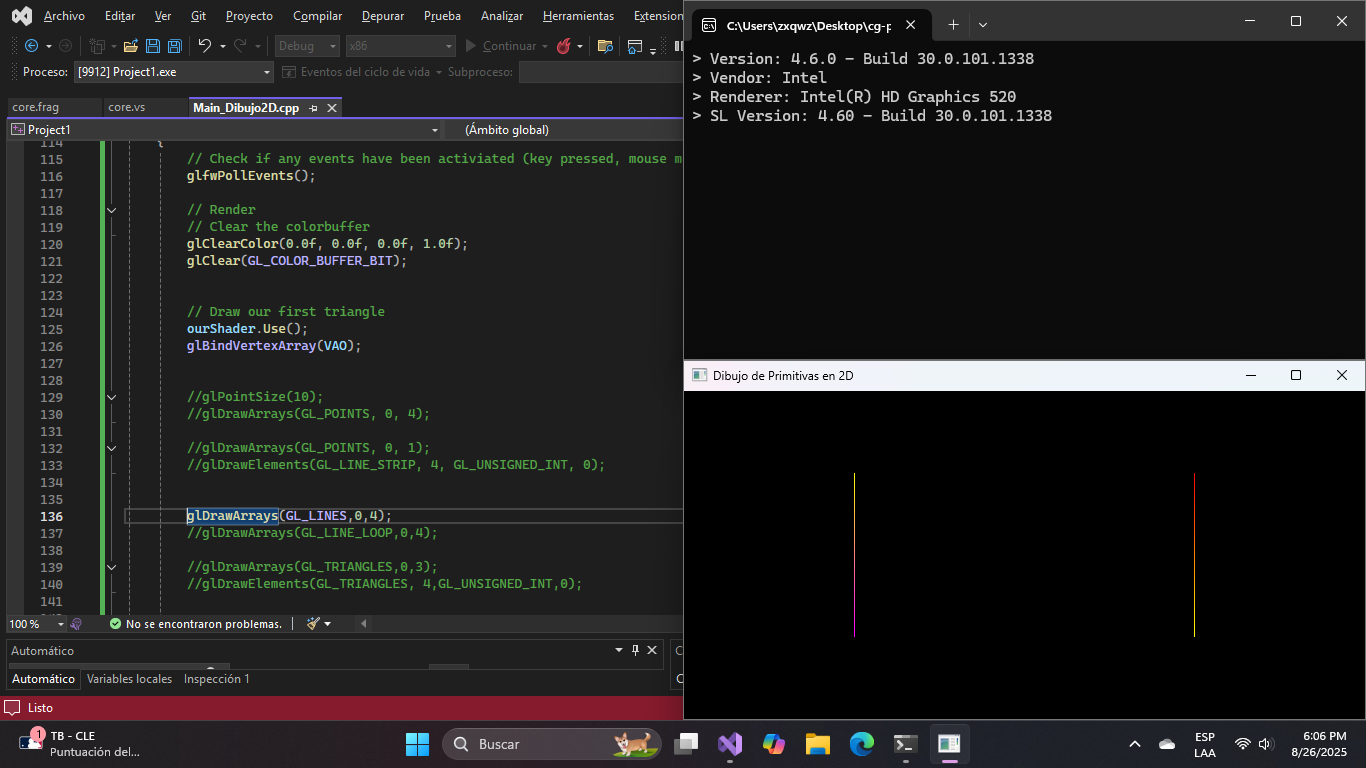 Archivo Editar Ver Git Proyecto Compilar Depurar Prueba Analizar Herramientas Extension
Debug x86 Continuar
Proceso: [9912] Project1.exe Eventos del ciclo de vida Subproceso:
core.frag core.vs Main_Dibujo2D.cpp
Project1 (Ámbito global)
114 {
115 // Check if any events have been activiated (key pressed, mouse m
116 glfwPollEvents();
117
118 // Render
119 // Clear the colorbuffer
120 glClearColor(0.0f, 0.0f, 0.0f, 1.0f);
121 glClear(GL_COLOR_BUFFER_BIT);
122
123
124 // Draw our first triangle
125 ourShader.Use();
126 glBindVertexArray(VAO);
127
128
129 //glPointSize(10);
130 //glDrawArrays(GL_POINTS, 0, 4);
131
132 //glDrawArrays(GL_POINTS, 0, 1);
133 //glDrawElements(GL_LINE_STRIP, 4, GL_UNSIGNED_INT, 0);
134
135
136 glDrawArrays(GL_LINES,0,4);
137 //glDrawArrays(GL_LINE_LOOP,0,4);
138
139 //glDrawArrays(GL_TRIANGLES,0,3);
140 //glDrawElements(GL_TRIANGLES, 4,GL_UNSIGNED_INT,0);
141
100 % No se encontraron problemas.
Automático
Automático Variables locales Inspección 1
Listo
C:\Users\zxqwz\Desktop\cg-p
> Version: 4.6.0 - Build 30.0.101.1338
> Vendor: Intel
> Renderer: Intel(R) HD Graphics 520
> SL Version: 4.60 - Build 30.0.101.1338
Dibujo de Primitivas en 2D
1
TB - CLE
Puntuación del...
Buscar
ESP
LAA
6:06 PM
8/26/2025